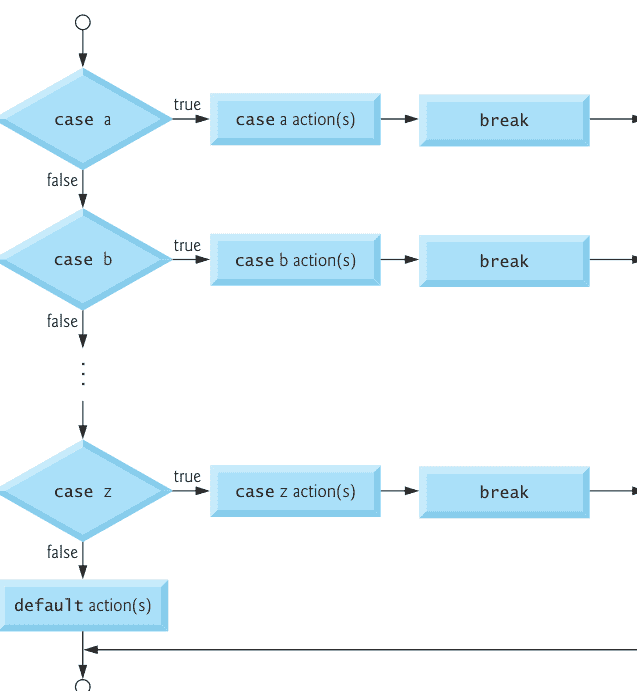 case a
true
case a action(s)
break
false
case b
true
case b action(s)
break
false
case z
true
case z action(s)
break
false
default action(s)